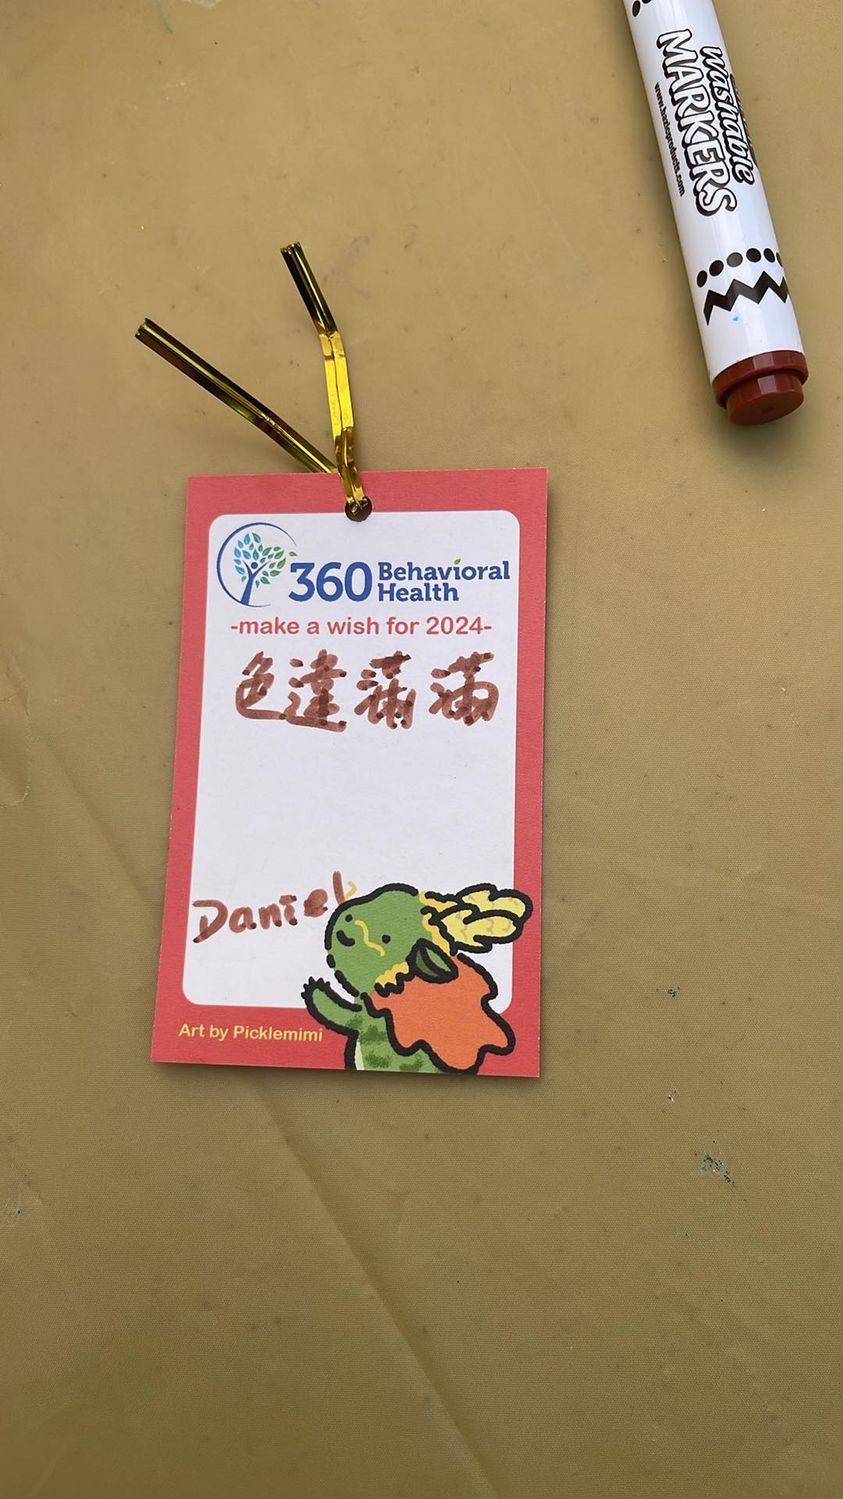 Washable
MARKERS
360 Behavioral Health
-make a wish for 2024-
色達滿滿
Daniel
Art by Picklemimi